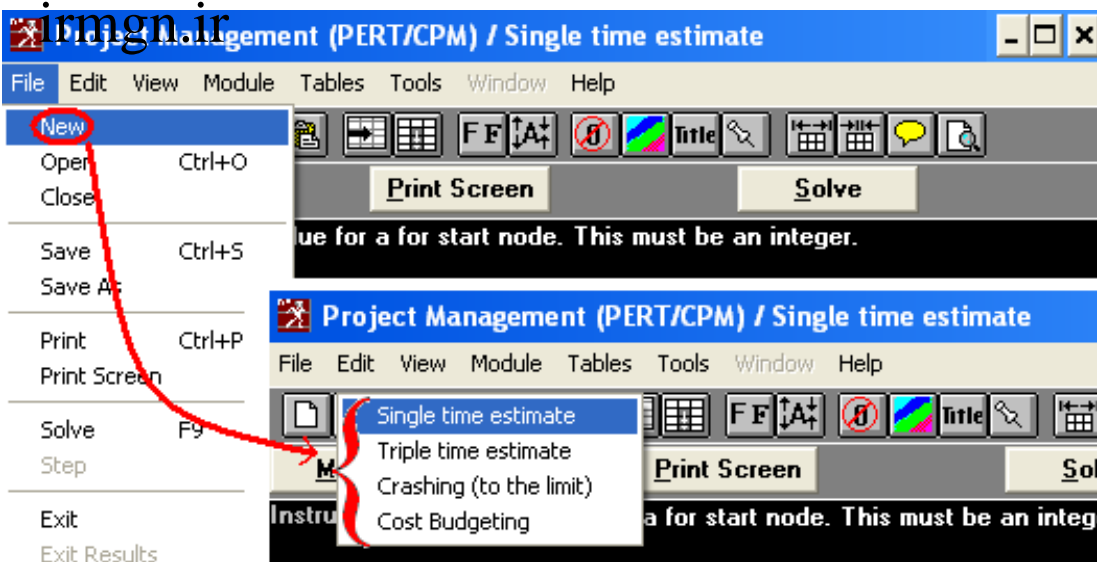 irmgn.ir
Project Management (PERT/CPM) / Single time estimate
File Edit View Module Tables Tools Window Help
New
Open Ctrl+O
Close
Save Ctrl+S
Save As
Print Ctrl+P
Print Screen
Solve F9
Step
Exit
Exit Results
F F A Title
Print Screen Solve
lue for a for start node. This must be an integer.
Project Management (PERT/CPM) / Single time estimate
File Edit View Module Tables Tools Window Help
F F A Title
Single time estimate
Triple time estimate
Crashing (to the limit)
Cost Budgeting
M Print Screen Sol
Instru a for start node. This must be an integ